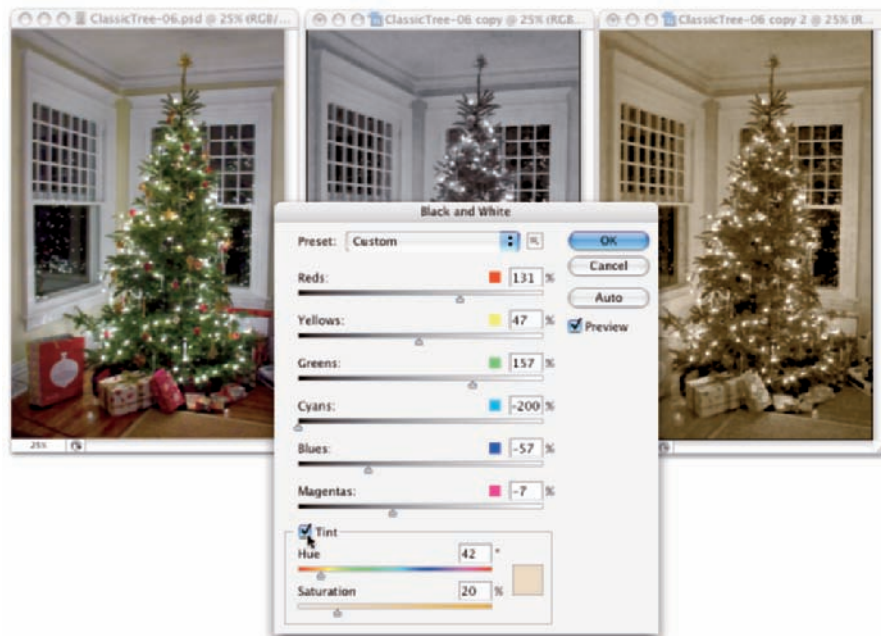 ClassicTree-06.psd @ 25% (RGB/...
ClassicTree-06 copy @ 25% (RGB...
ClassicTree-06 copy 2 @ 25% (R...
25%
Black and White
Preset: Custom
OK
Cancel
Auto
Preview
Reds: 131 %
Yellows: 47 %
Greens: 157 %
Cyans: -200 %
Blues: -57 %
Magentas: -7 %
Tint
Hue 42 °
Saturation 20 %